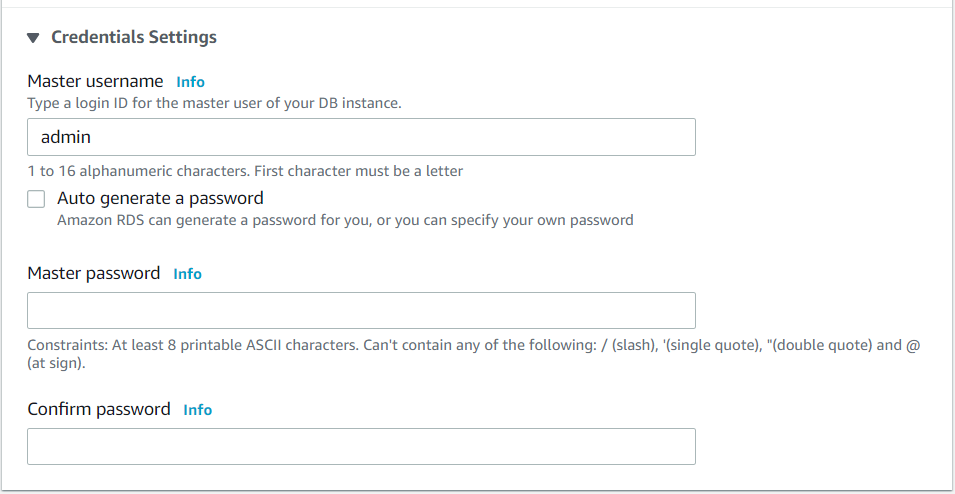 Credentials Settings
Master username Info
Type a login ID for the master user of your DB instance.
admin
1 to 16 alphanumeric characters. First character must be a letter
Auto generate a password
Amazon RDS can generate a password for you, or you can specify your own password
Master password Info
Constraints: At least 8 printable ASCII characters. Can't contain any of the following: / (slash), '(single quote), "(double quote) and @
(at sign).
Confirm password Info